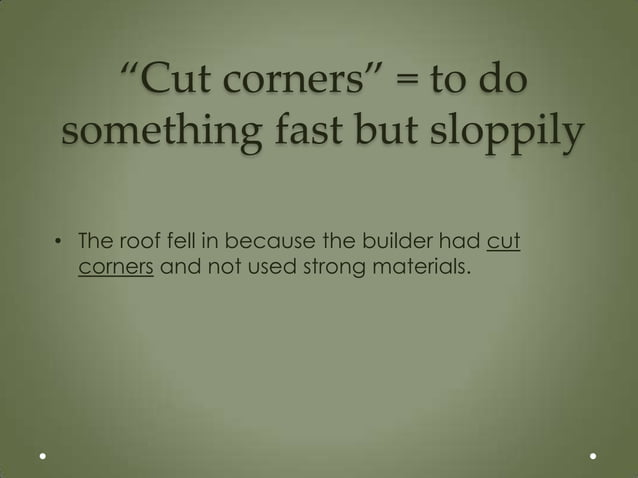 “Cut corners” = to do
something fast but sloppily
• The roof fell in because the builder had cut
corners and not used strong materials.